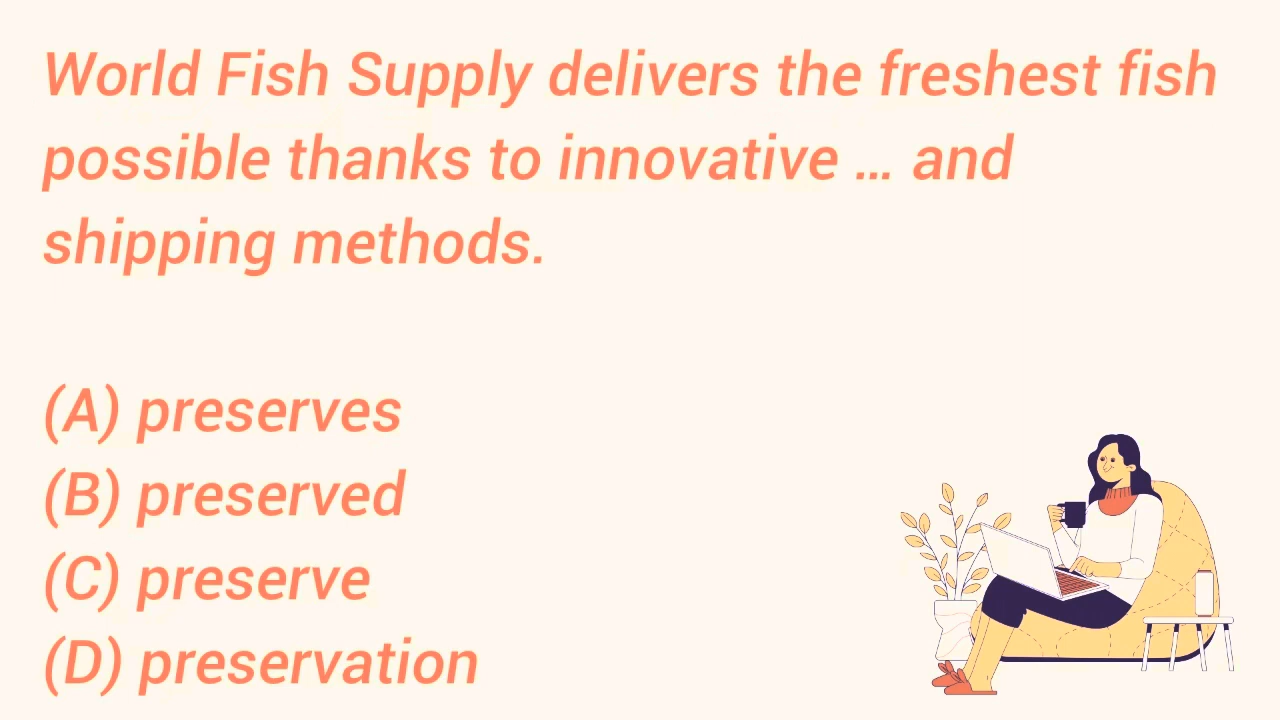 World Fish Supply delivers the freshest fish
possible thanks to innovative ... and
shipping methods.
(A) preserves
(B) preserved
(C) preserve
(D) preservation